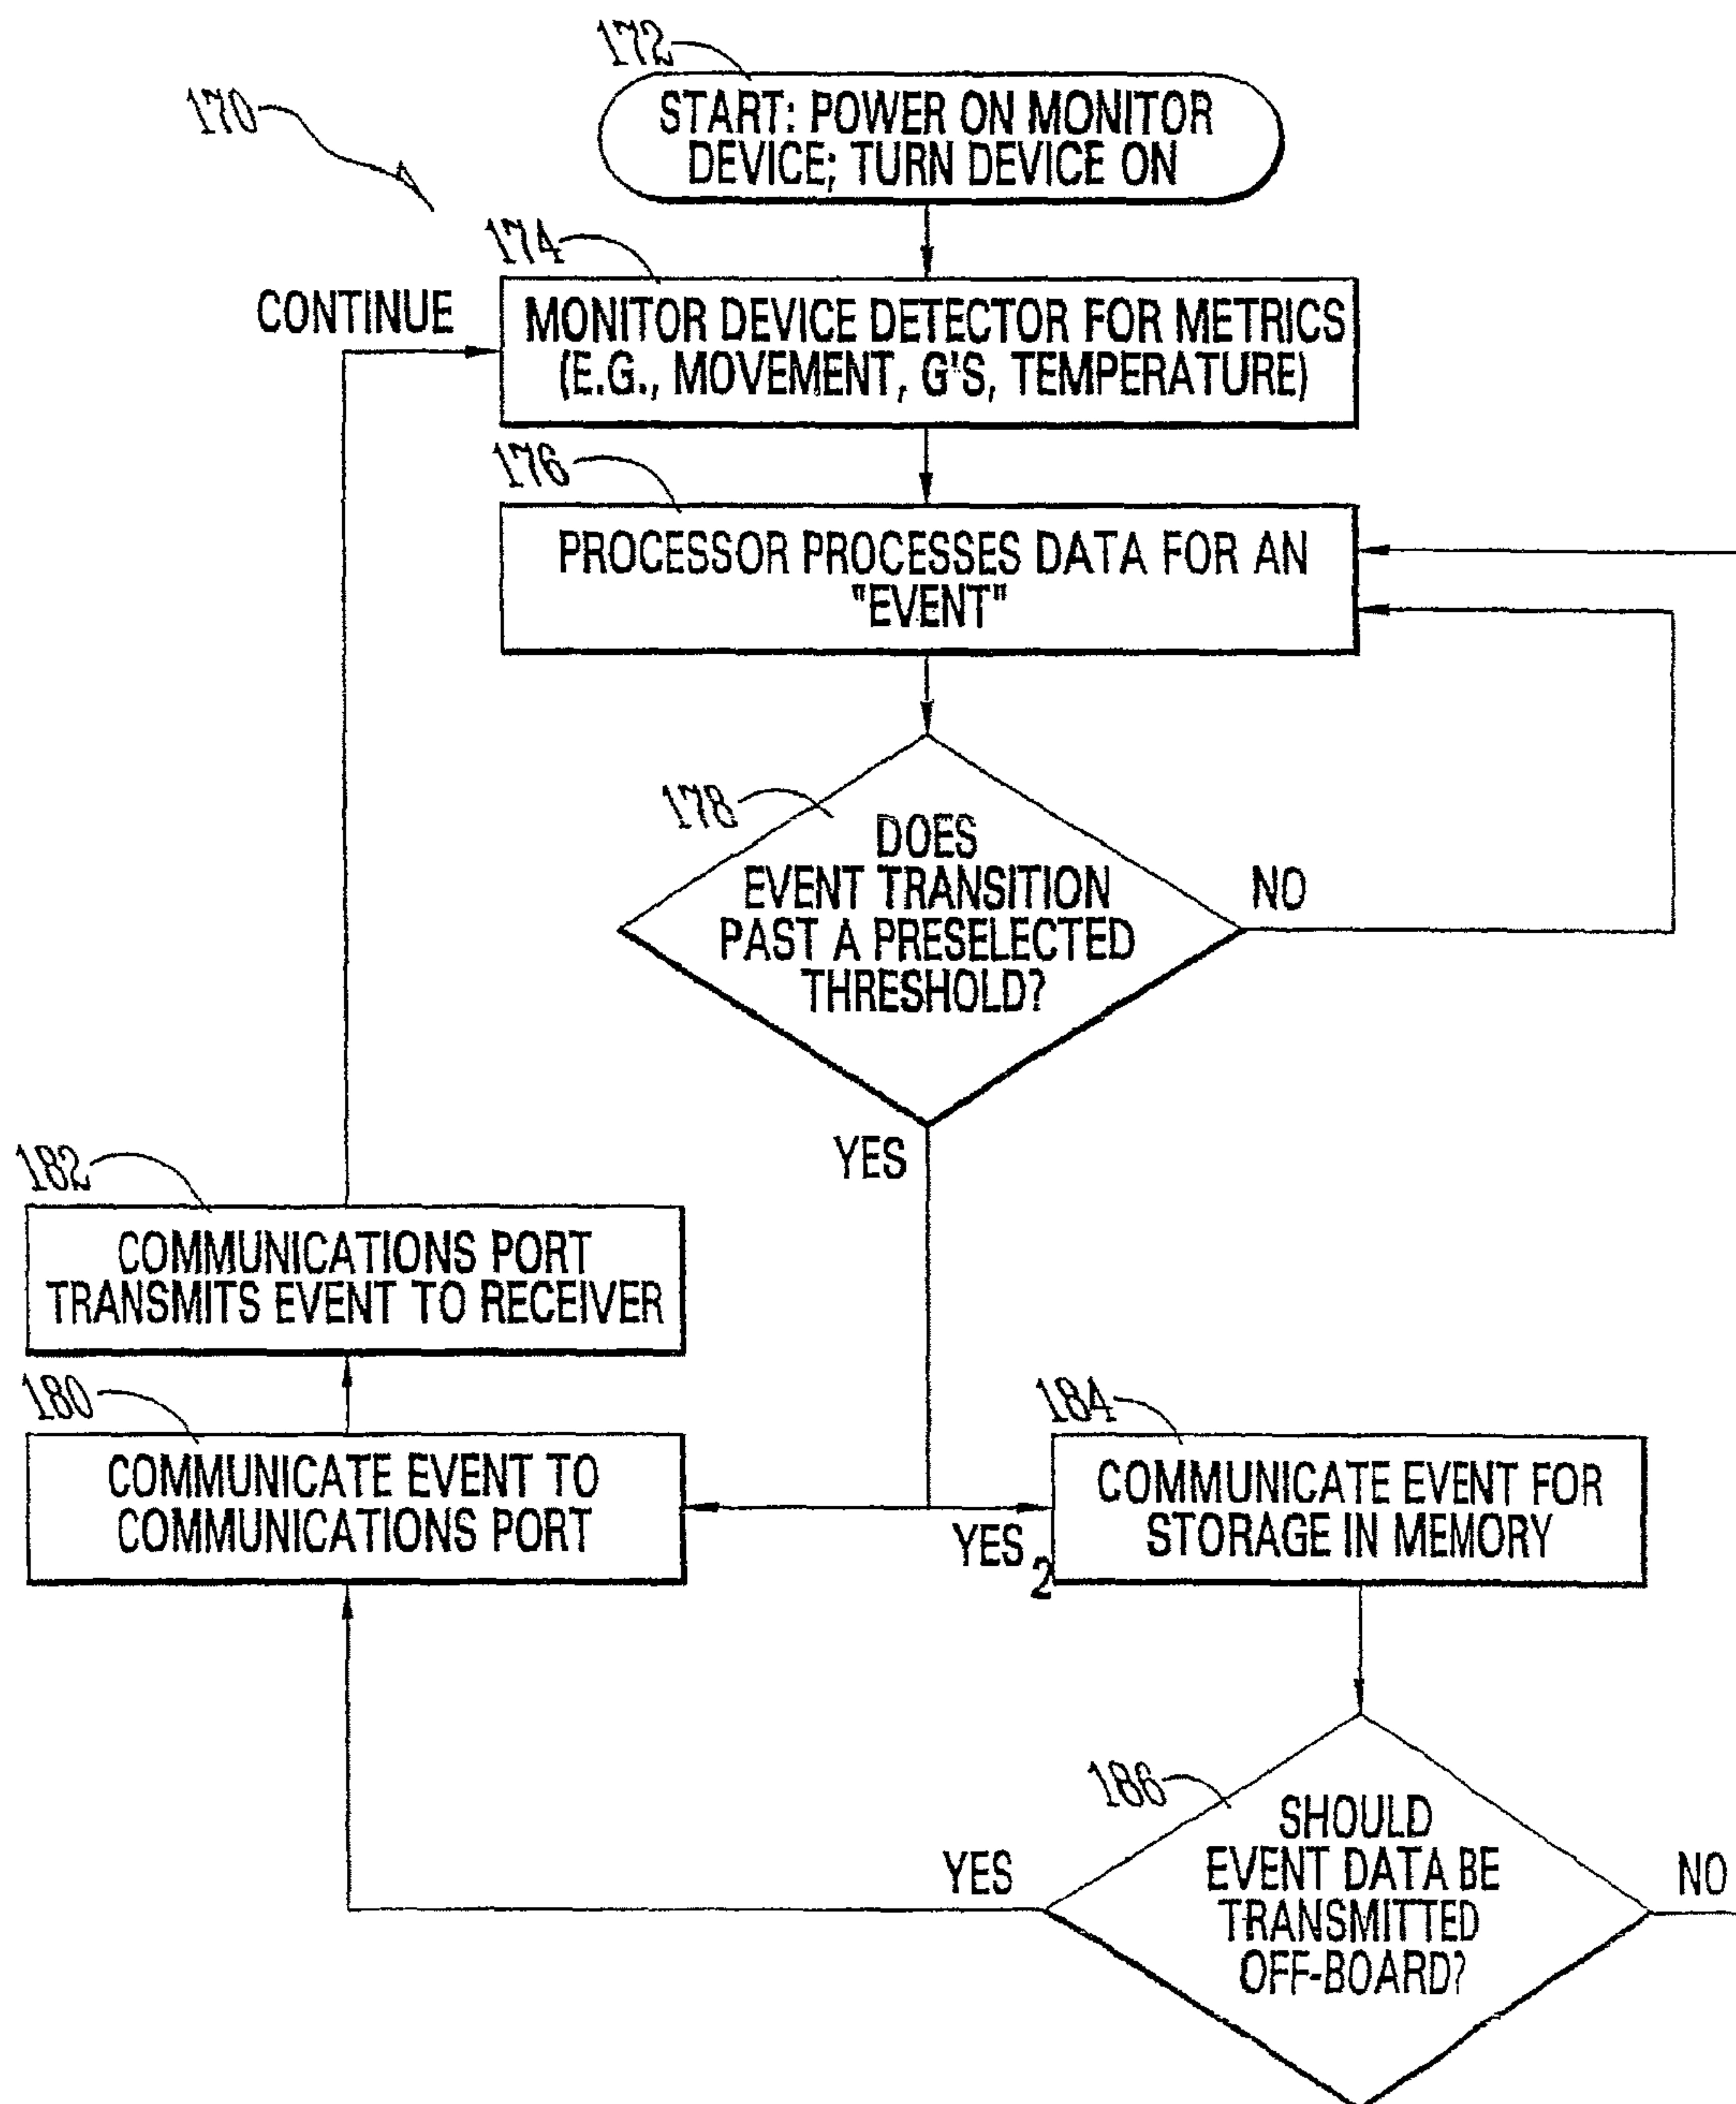 172
START: POWER ON MONITOR
DEVICE; TURN DEVICE ON
170
174
CONTINUE
MONITOR DEVICE DETECTOR FOR METRICS
(E.G., MOVEMENT, G'S, TEMPERATURE)
176
PROCESSOR PROCESSES DATA FOR AN
"EVENT"
178
DOES
EVENT TRANSITION
PAST A PRESELECTED
THRESHOLD?
NO
YES
182
COMMUNICATIONS PORT
TRANSMITS EVENT TO RECEIVER
180
COMMUNICATE EVENT TO
COMMUNICATIONS PORT
184
COMMUNICATE EVENT FOR
STORAGE IN MEMORY
YES 2
186
SHOULD
EVENT DATA BE
TRANSMITTED
OFF-BOARD?
YES
NO